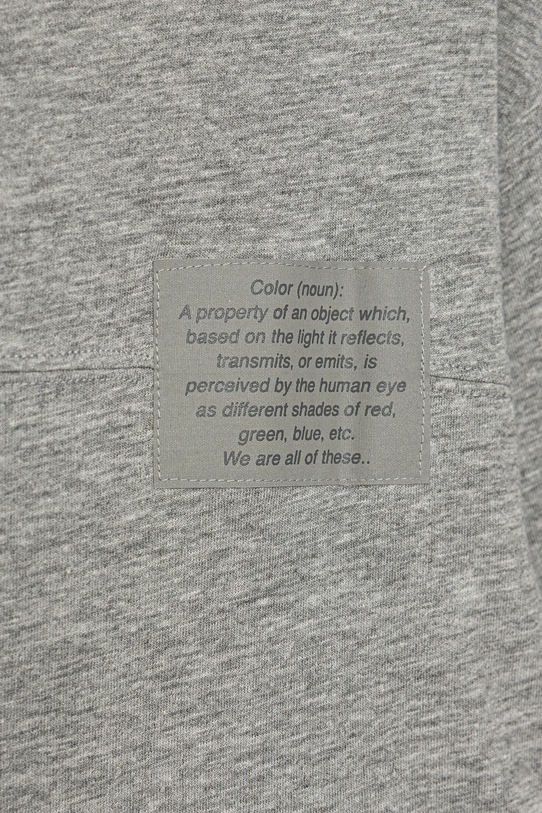 Color (noun):
A property of an object which,
based on the light it reflects,
transmits, or emits, is
perceived by the human eye
as different shades of red,
green, blue, etc.
We are all of these..